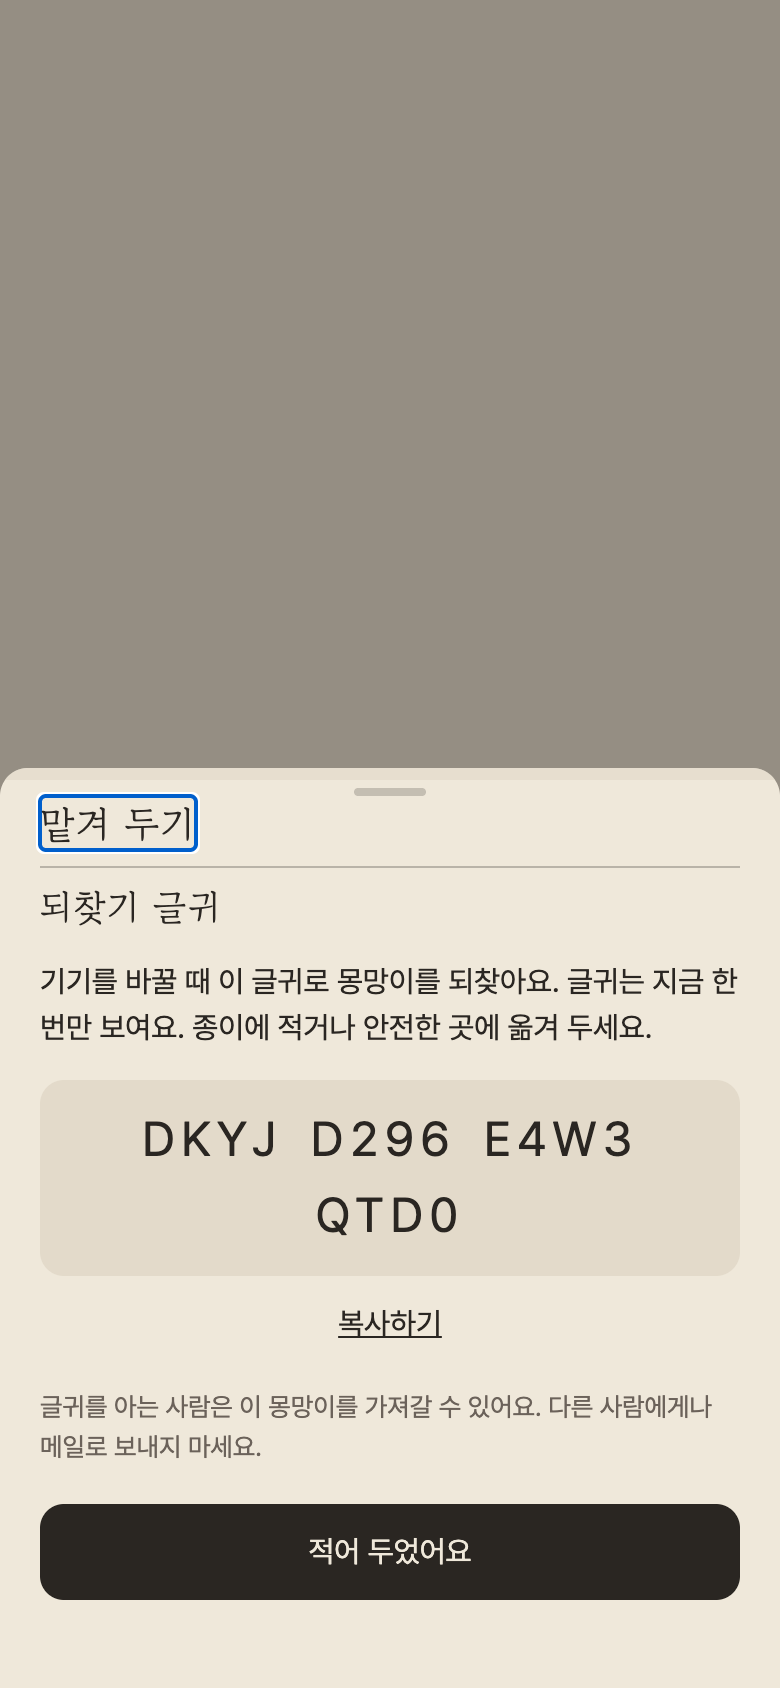 맡겨 두기
되찾기 글귀
기기를 바꿀 때 이 글귀로 몽망이를 되찾아요. 글귀는 지금 한
번만 보여요. 종이에 적거나 안전한 곳에 옮겨 두세요.
DKYJ D296 E4W3
QTD0
복사하기
글귀를 아는 사람은 이 몽망이를 가져갈 수 있어요. 다른 사람에게나
메일로 보내지 마세요.
적어 두었어요